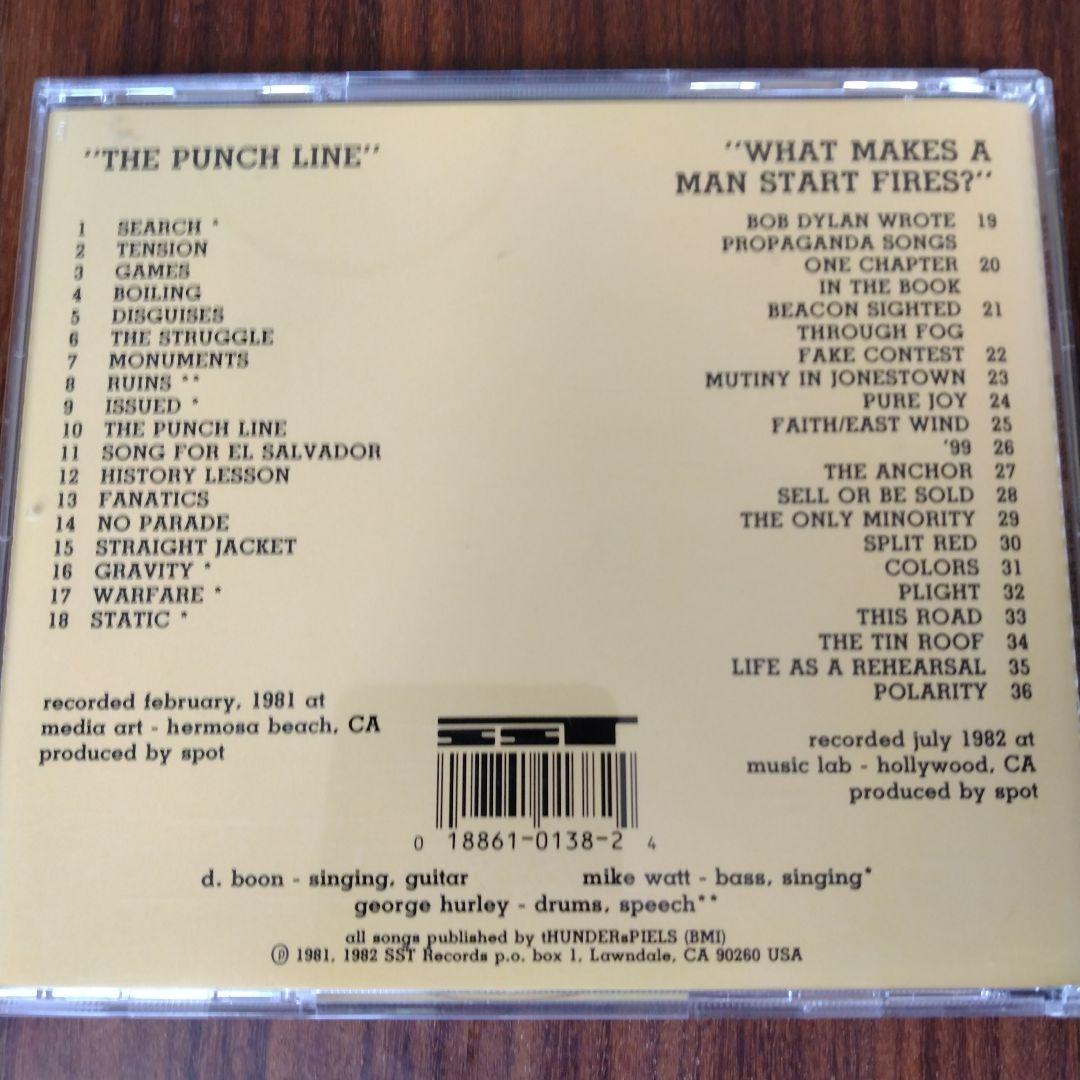 "THE PUNCH LINE"
1 SEARCH *
2 TENSION
3 GAMES
4 BOILING
5 DISGUISES
6 THE STRUGGLE
7 MONUMENTS
8 RUINS **
9 ISSUED *
10 THE PUNCH LINE
11 SONG FOR EL SALVADOR
12 HISTORY LESSON
13 FANATICS
14 NO PARADE
15 STRAIGHT JACKET
16 GRAVITY *
17 WARFARE *
18 STATIC *
recorded february, 1981 at
media art - hermosa beach, CA
produced by spot
"WHAT MAKES A
MAN START FIRES?"
BOB DYLAN WROTE 19
PROPAGANDA SONGS
ONE CHAPTER 20
IN THE BOOK
BEACON SIGHTED 21
THROUGH FOG
FAKE CONTEST 22
MUTINY IN JONESTOWN 23
PURE JOY 24
FAITH/EAST WIND 25
'99 26
THE ANCHOR 27
SELL OR BE SOLD 28
THE ONLY MINORITY 29
SPLIT RED 30
COLORS 31
PLIGHT 32
THIS ROAD 33
THE TIN ROOF 34
LIFE AS A REHEARSAL 35
POLARITY 36
recorded july 1982 at
music lab - hollywood, CA
produced by spot
SST
0 18861-0138-2 4
d. boon - singing, guitar mike watt - bass, singing*
george hurley - drums, speech**
all songs published by tHUNDERsPIELS (BMI)
℗ 1981, 1982 SST Records p.o. box 1, Lawndale, CA 90260 USA